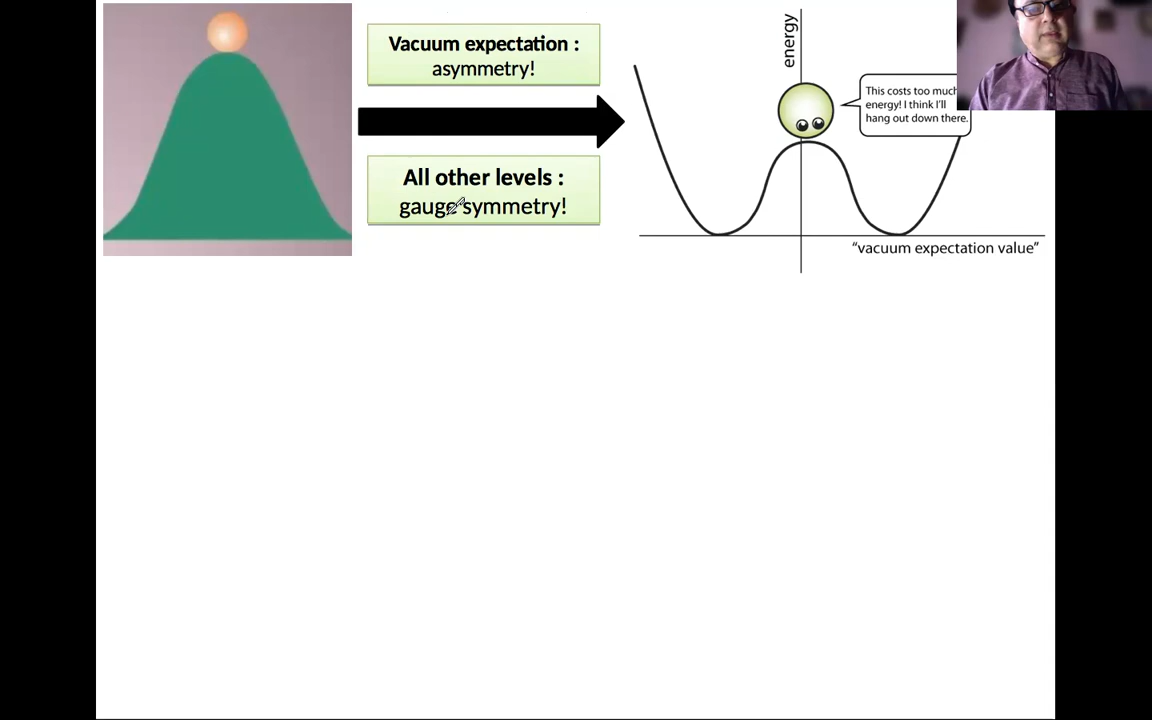 Vacuum expectation :
asymmetry!
All other levels :
gauge symmetry!
energy
This costs too much
energy! I think I'll
hang out down there.
"vacuum expectation value"